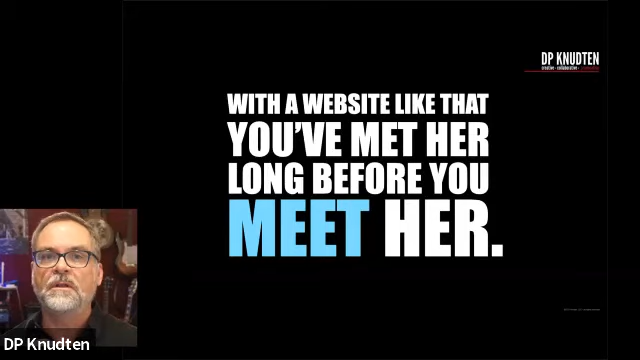 DP KNUDTEN
WITH A WEBSITE LIKE THAT
YOU'VE MET HER
LONG BEFORE YOU
MEET HER.
DP Knudten